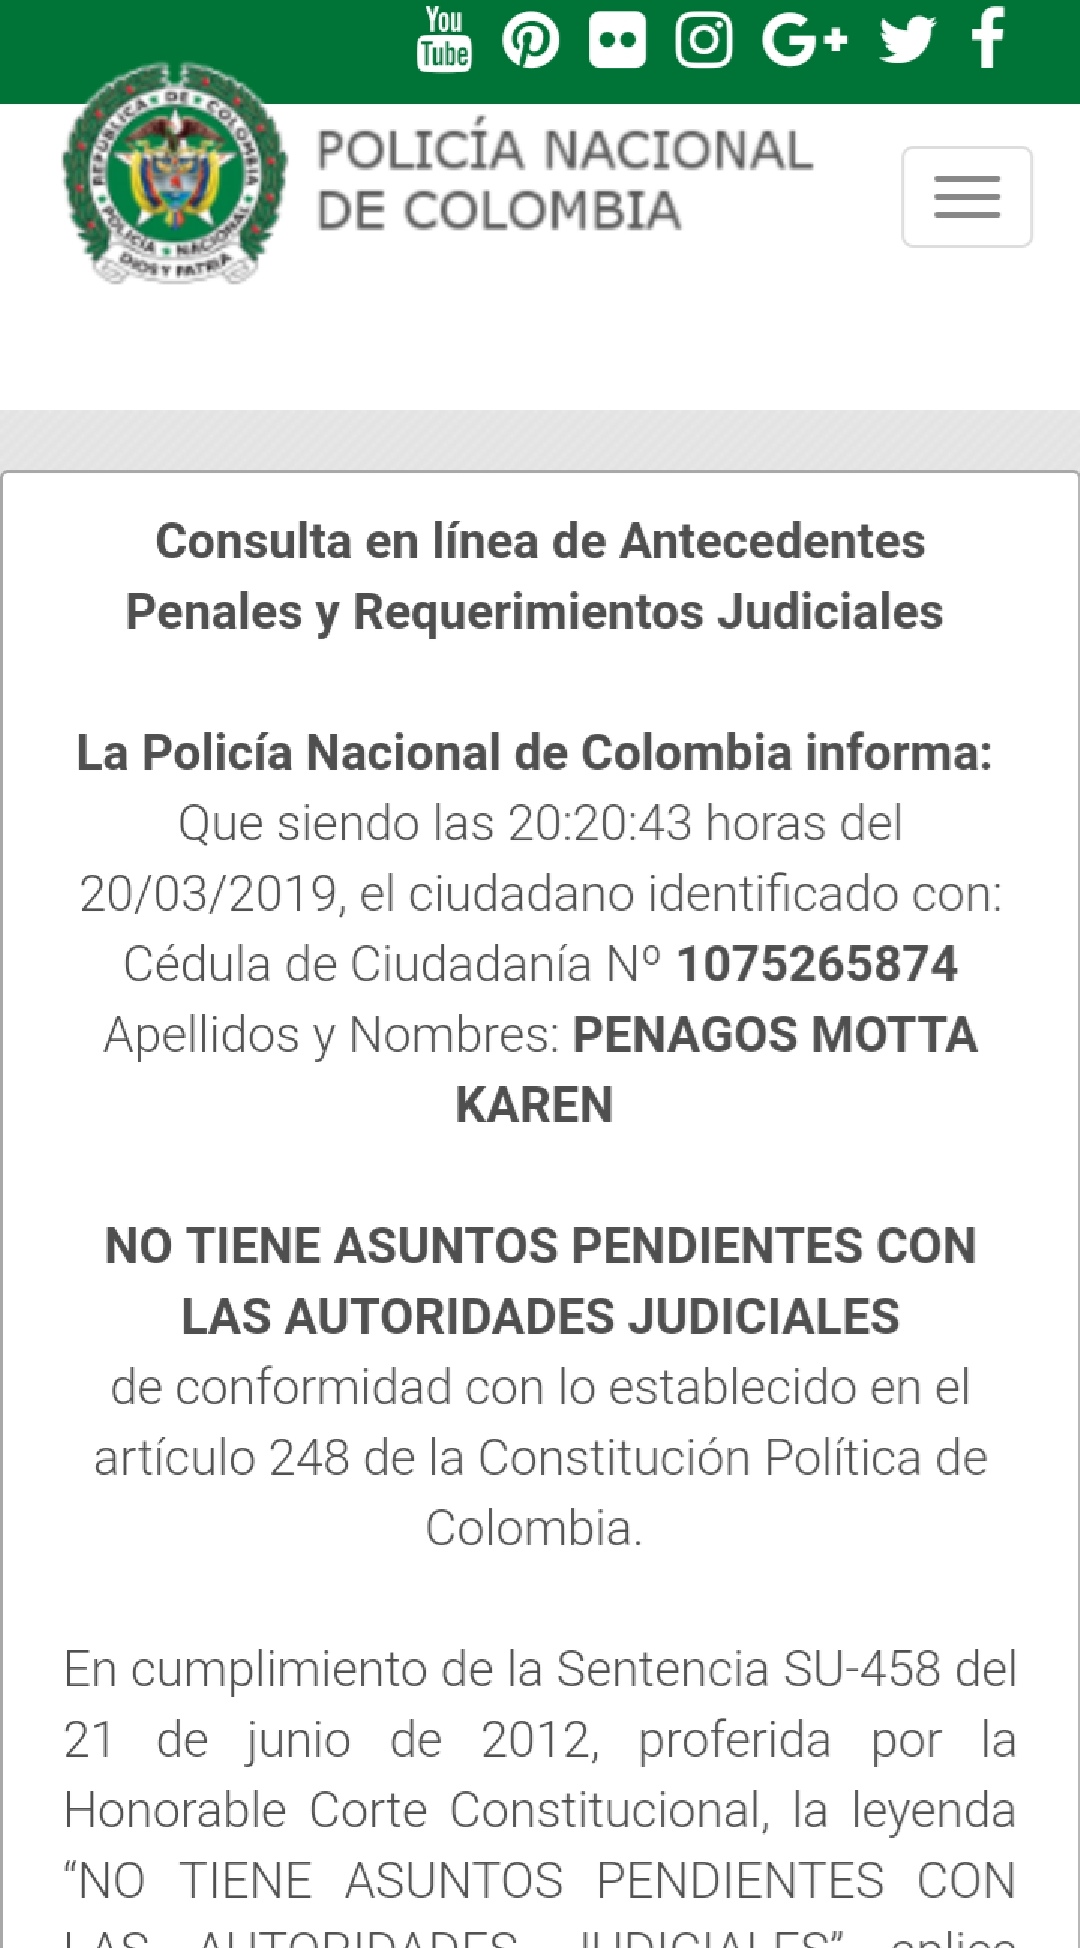 You
Tube
REPUBLICA DE COLOMBIA
POLICÍA NACIONAL
DIOS Y PATRIA
POLICÍA NACIONAL
DE COLOMBIA
Consulta en línea de Antecedentes
Penales y Requerimientos Judiciales
La Policía Nacional de Colombia informa:
Que siendo las 20:20:43 horas del
20/03/2019, el ciudadano identificado con:
Cédula de Ciudadanía Nº 1075265874
Apellidos y Nombres: PENAGOS MOTTA
KAREN
NO TIENE ASUNTOS PENDIENTES CON
LAS AUTORIDADES JUDICIALES
de conformidad con lo establecido en el
artículo 248 de la Constitución Política de
Colombia.
En cumplimiento de la Sentencia SU-458 del
21 de junio de 2012, proferida por la
Honorable Corte Constitucional, la leyenda
“NO TIENE ASUNTOS PENDIENTES CON
LAS AUTORIDADES JUDICIALES” aplica